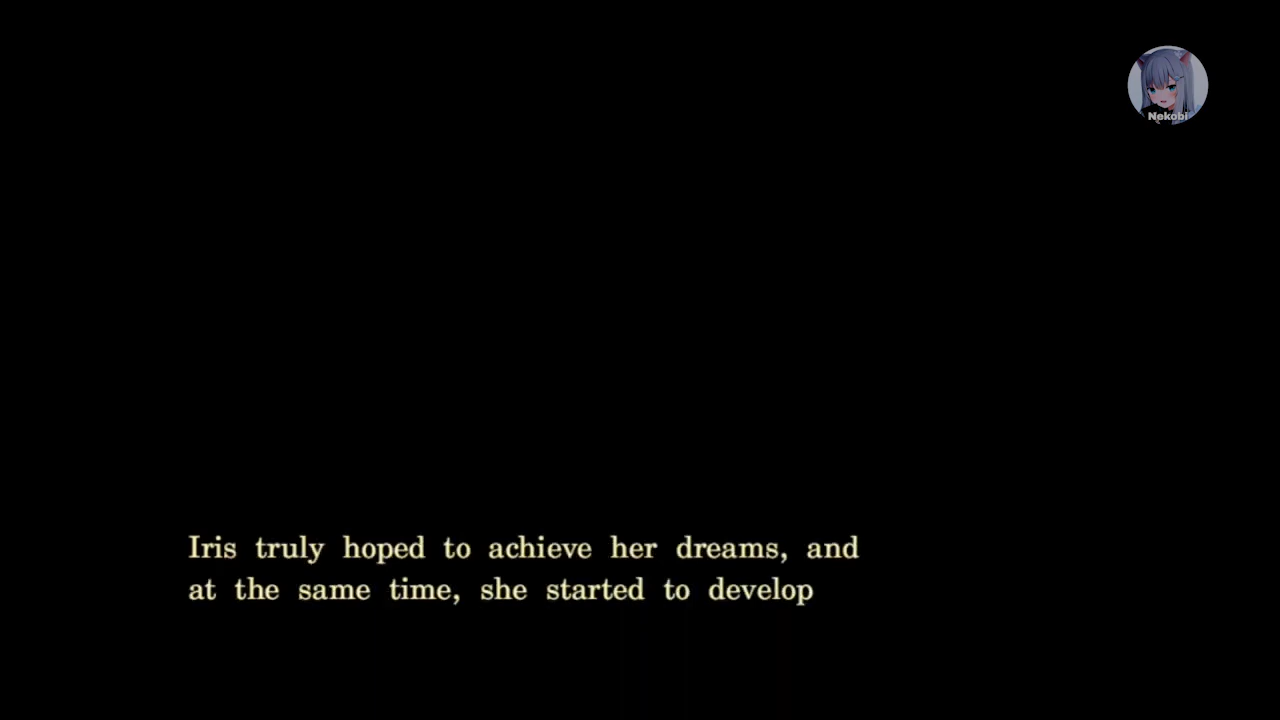 Nekobi
Iris truly hoped to achieve her dreams, and
at the same time, she started to develop